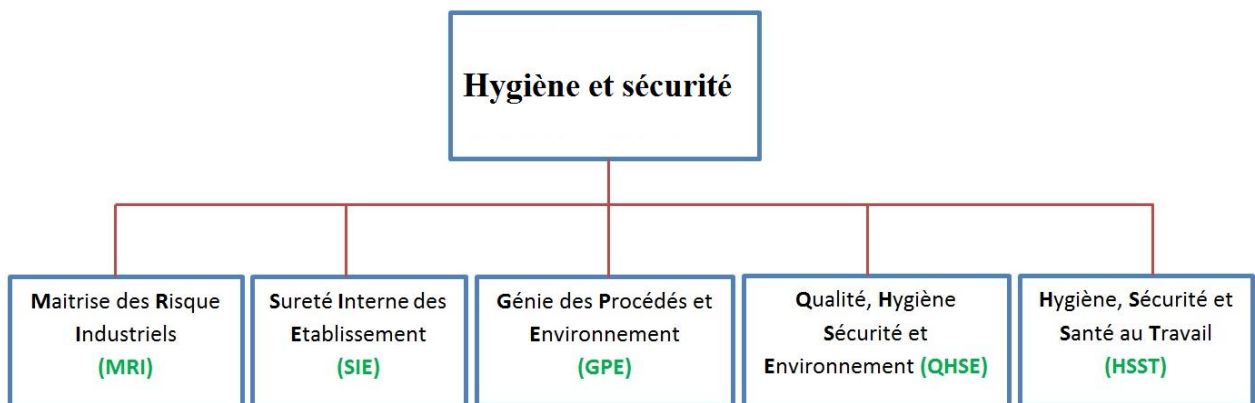 Hygiène et sécurité
Maitrise des Risque
Industriels
(MRI)
Sureté Interne des
Etablissement
(SIE)
Génie des Procédés et
Environnement
(GPE)
Qualité, Hygiène
Sécurité et
Environnement (QHSE)
Hygiène, Sécurité et
Santé au Travail
(HSST)